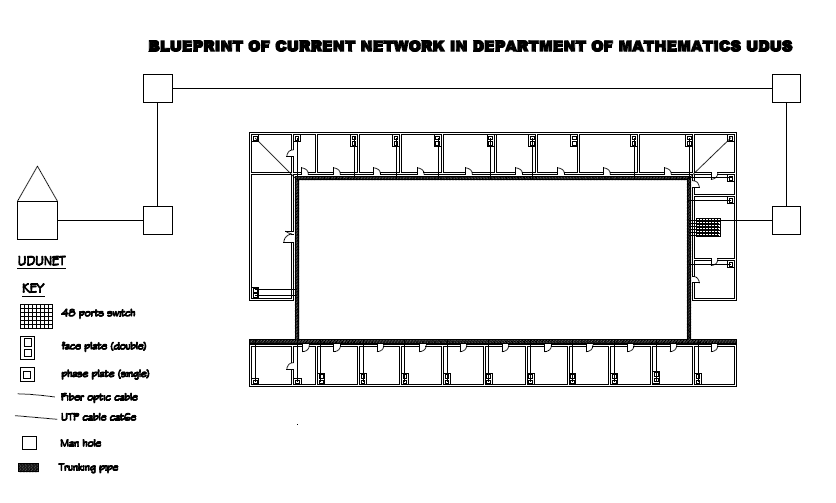 BLUEPRINT OF CURRENT NETWORK IN DEPARTMENT OF MATHEMATICS UDUS
UDUNET
KEY
48 ports switch
face plate (double)
phase plate (single)
Fiber optic cable
UTP cable cat6e
Man hole
Trunking pipe